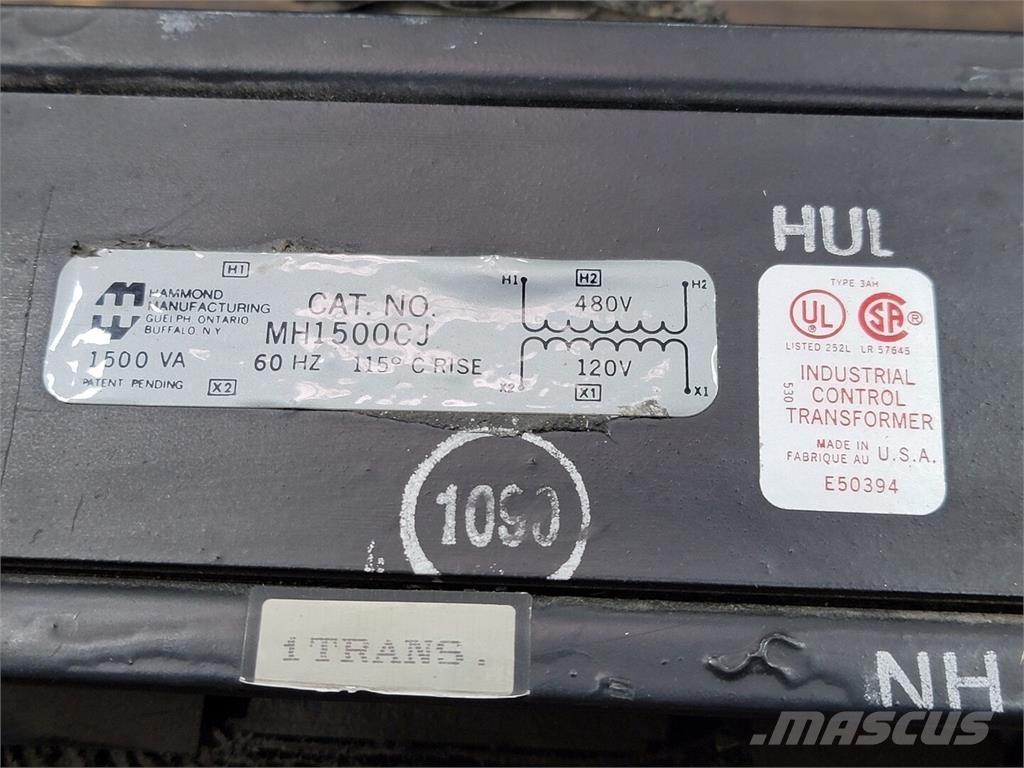 HUL
H1
HAMMOND
MANUFACTURING
GUELPH, ONTARIO
BUFFALO, N.Y.
CAT. NO.
MH1500CJ
1500 VA
60 HZ 115° C RISE
PATENT PENDING
X2
H1 H2 H2
480V
120V
X2 X1 X1
TYPE 3AH
UL SA ®
LISTED 252L LR 57645
INDUSTRIAL
CONTROL
TRANSFORMER
530
MADE IN
FABRIQUE AU U.S.A.
E50394
1090
1TRANS.
NH
MASCUS